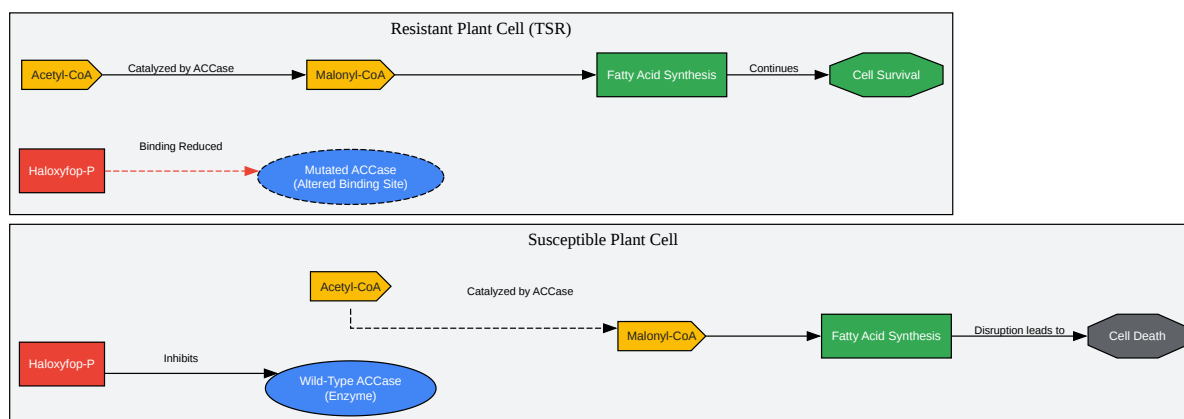 Resistant Plant Cell (TSR)
Acetyl-CoA
Catalyzed by ACCase
Malonyl-CoA
Fatty Acid Synthesis
Continues
Cell Survival
Haloxyfop-P
Binding Reduced
Mutated ACCase
(Altered Binding Site)
Susceptible Plant Cell
Acetyl-CoA
Catalyzed by ACCase
Malonyl-CoA
Fatty Acid Synthesis
Disruption leads to
Cell Death
Haloxyfop-P
Inhibits
Wild-Type ACCase
(Enzyme)